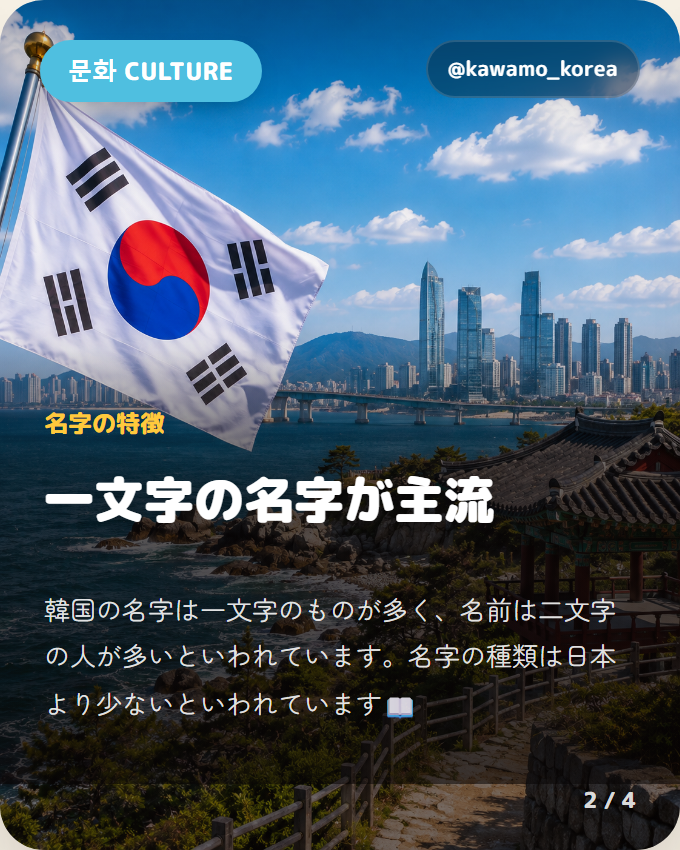 문화 CULTURE
@kawamo_korea
名字の特徴
一文字の名字が主流
韓国の名字は一文字のものが多く、名前は二文字
の人が多いといわれています。名字の種類は日本
より少ないといわれています📖
2 / 4